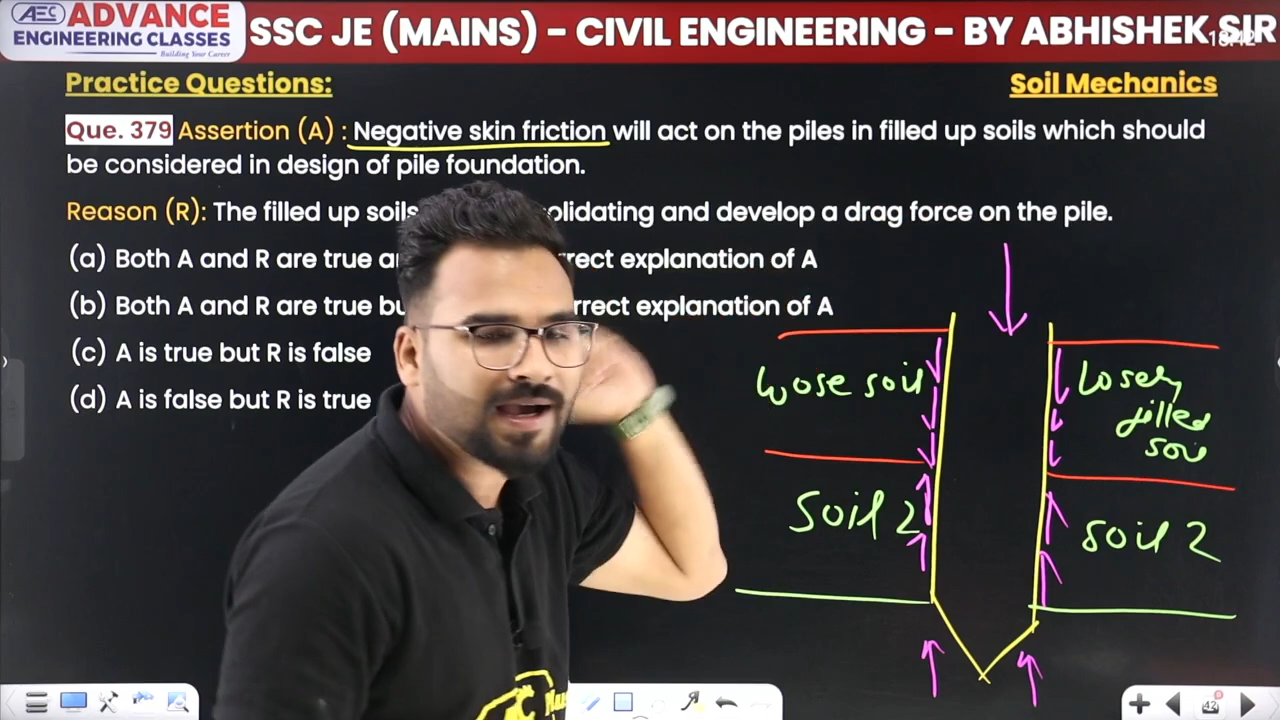 AEC ADVANCE
ENGINEERING CLASSES
Building Your Career
SSC JE (MAINS) - CIVIL ENGINEERING - BY ABHISHEK SIR
Practice Questions:
Soil Mechanics
Que. 379 Assertion (A) : Negative skin friction will act on the piles in filled up soils which should
be considered in design of pile foundation.
Reason (R): The filled up soils olidating and develop a drag force on the pile.
(a) Both A and R are true rrect explanation of A
(b) Both A and R are true orrect explanation of A
(c) A is true but R is false
(d) A is false but R is true
loose soil
Losely
filled
soil
Soil 2
Soil 2
42